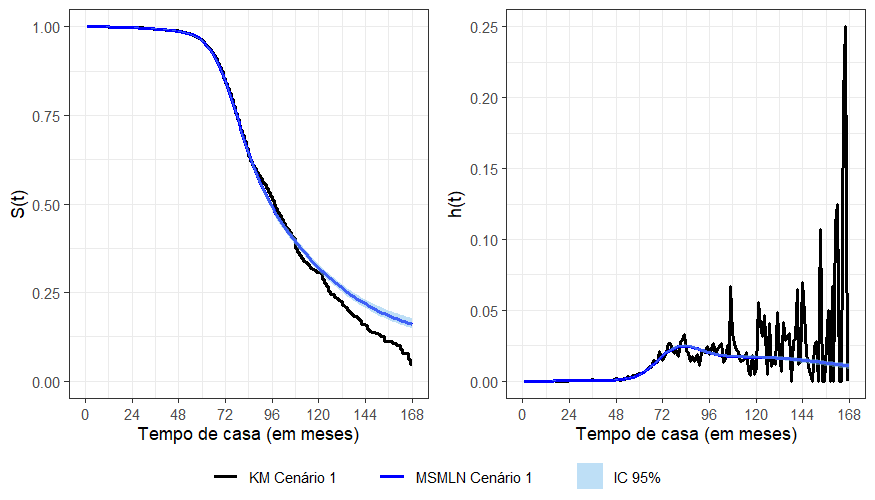 S(t)
1.00
0.75
0.50
0.25
0.00
0 24 48 72 96 120 144 168
Tempo de casa (em meses)
h(t)
0.25
0.20
0.15
0.10
0.05
0.00
0 24 48 72 96 120 144 168
Tempo de casa (em meses)
KM Cenário 1 MSMLN Cenário 1 IC 95%